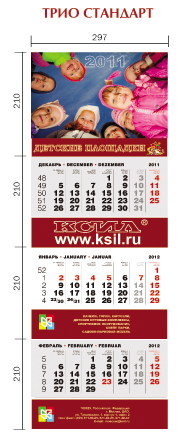 ТРИО СТАНДАРТ
297
210
2011
ДЕТСКИЕ ПЛОЩАДКИ
ДЕКАБРЬ • DECEMBER • DEZEMBER 2011
48 1 2 3 4
49 5 6 7 8 9 10 11
50 12 13 14 15 16 17 18
51 19 20 21 22 23 24 25
52 26 27 28 29 30 31
210
КСИЛ®
www.ksil.ru
ЯНВАРЬ • JANUARY • JANUAR 2012
52 1
1 2 3 4 5 6 7 8
2 9 10 11 12 13 14 15
3 16 17 18 19 20 21 22
4 23/30 24/31 25 26 27 28 29
210
ФЕВРАЛЬ • FEBRUARY • FEBRUAR 2012
5 1 2 3 4 5
6 6 7 8 9 10 11 12
7 13 14 15 16 17 18 19
8 20 21 22 23 24 25 26
9 27 28 29